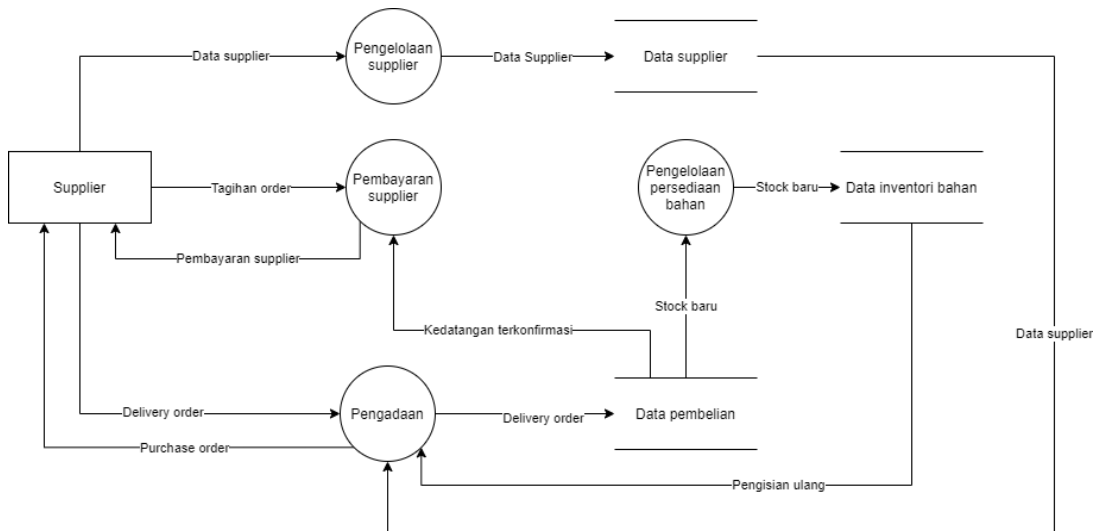 Data supplier
Pengelolaan
supplier
Data Supplier
Data supplier
Supplier
Tagihan order
Pembayaran
supplier
Pengelolaan
persediaan
bahan
Stock baru
Data inventori bahan
Pembayaran supplier
Stock baru
Kedatangan terkonfirmasi
Data supplier
Delivery order
Pengadaan
Delivery order
Data pembelian
Purchase order
Pengisian ulang